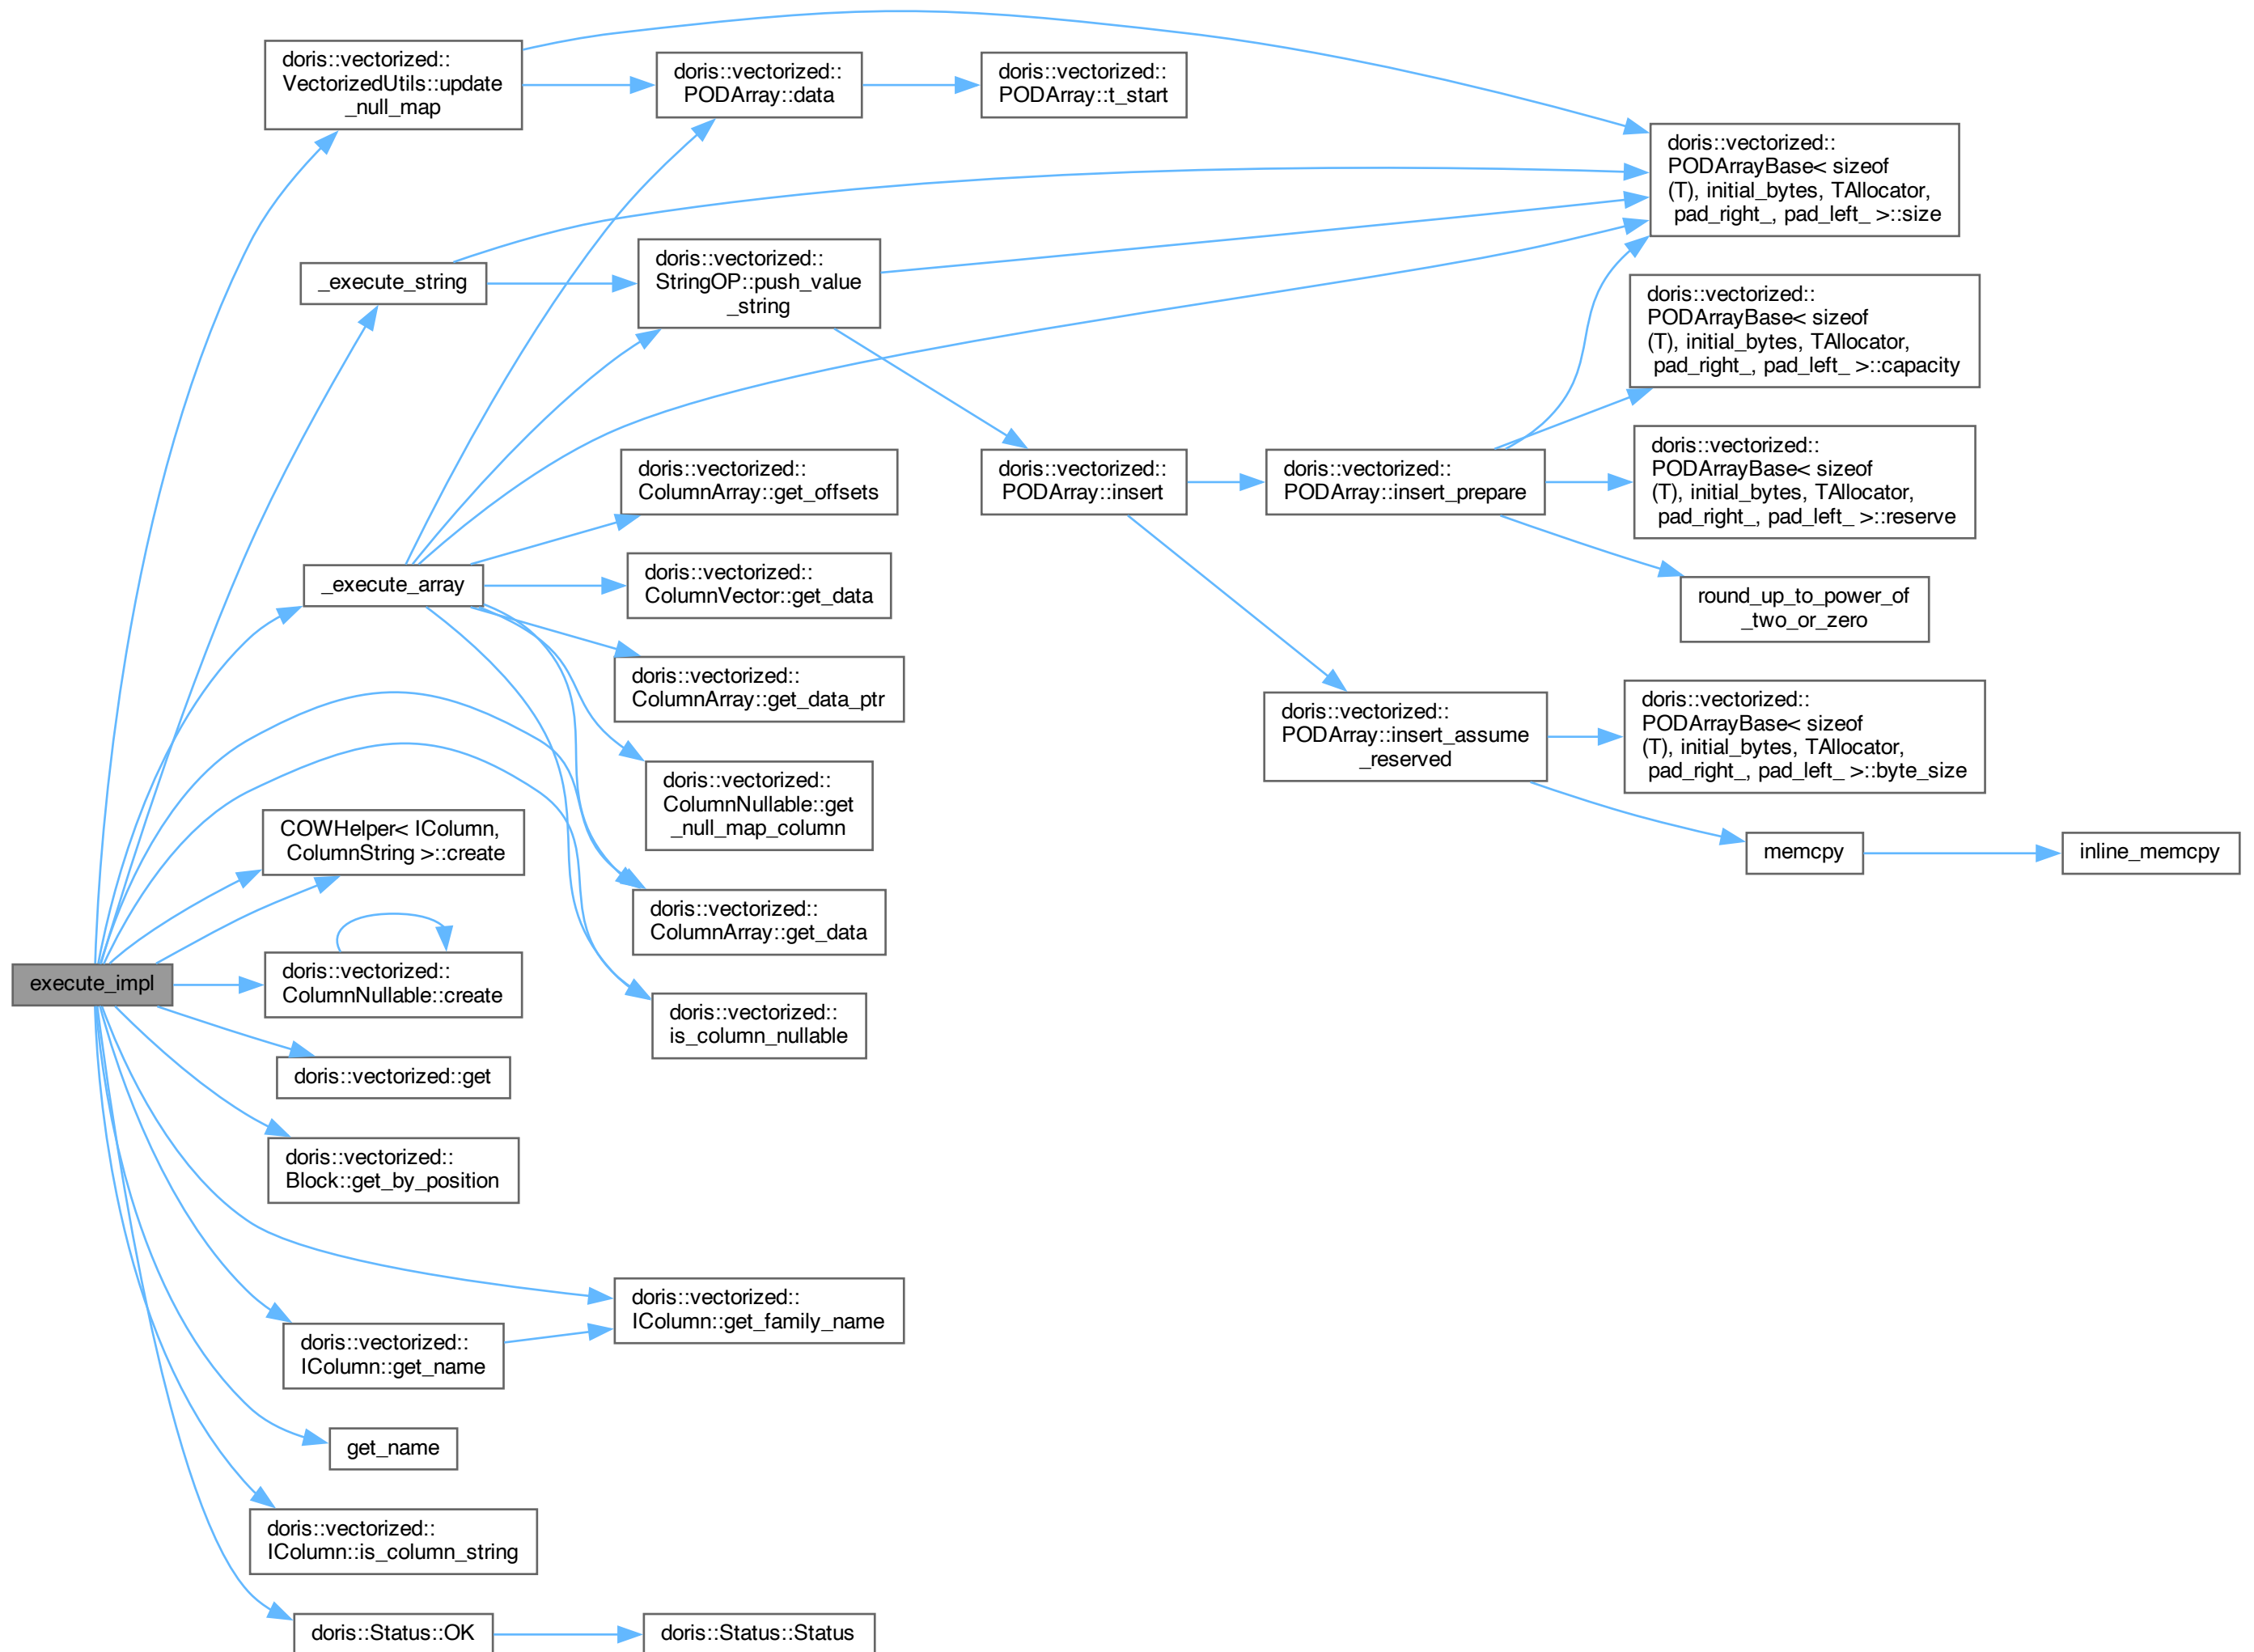 doris::vectorized::
VectorizedUtils::update
_null_map
doris::vectorized::
PODArray::data
doris::vectorized::
PODArray::t_start
doris::vectorized::
PODArrayBase< sizeof
(T), initial_bytes, TAllocator,
pad_right_, pad_left_ >::size
_execute_string
doris::vectorized::
StringOP::push_value
_string
doris::vectorized::
PODArrayBase< sizeof
(T), initial_bytes, TAllocator,
pad_right_, pad_left_ >::capacity
doris::vectorized::
ColumnArray::get_offsets
doris::vectorized::
PODArray::insert
doris::vectorized::
PODArray::insert_prepare
doris::vectorized::
PODArrayBase< sizeof
(T), initial_bytes, TAllocator,
pad_right_, pad_left_ >::reserve
_execute_array
doris::vectorized::
ColumnVector::get_data
round_up_to_power_of
_two_or_zero
doris::vectorized::
ColumnArray::get_data_ptr
doris::vectorized::
PODArray::insert_assume
_reserved
doris::vectorized::
PODArrayBase< sizeof
(T), initial_bytes, TAllocator,
pad_right_, pad_left_ >::byte_size
doris::vectorized::
ColumnNullable::get
_null_map_column
COWHelper< IColumn,
ColumnString >::create
memcpy
inline_memcpy
doris::vectorized::
ColumnArray::get_data
execute_impl
doris::vectorized::
ColumnNullable::create
doris::vectorized::
is_column_nullable
doris::vectorized::get
doris::vectorized::
Block::get_by_position
doris::vectorized::
IColumn::get_family_name
doris::vectorized::
IColumn::get_name
get_name
doris::vectorized::
IColumn::is_column_string
doris::Status::OK
doris::Status::Status